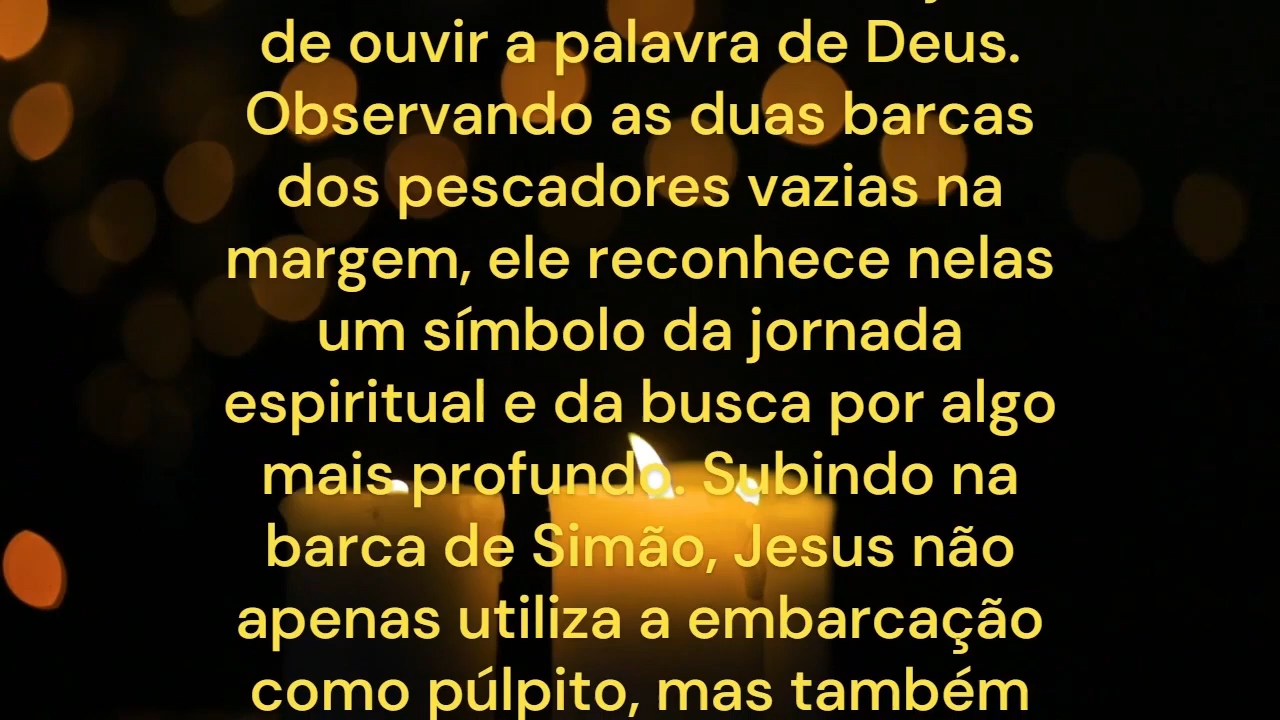 de ouvir a palavra de Deus.
Observando as duas barcas
dos pescadores vazias na
margem, ele reconhece nelas
um símbolo da jornada
espiritual e da busca por algo
mais profundo. Subindo na
barca de Simão, Jesus não
apenas utiliza a embarcação
como púlpito, mas também